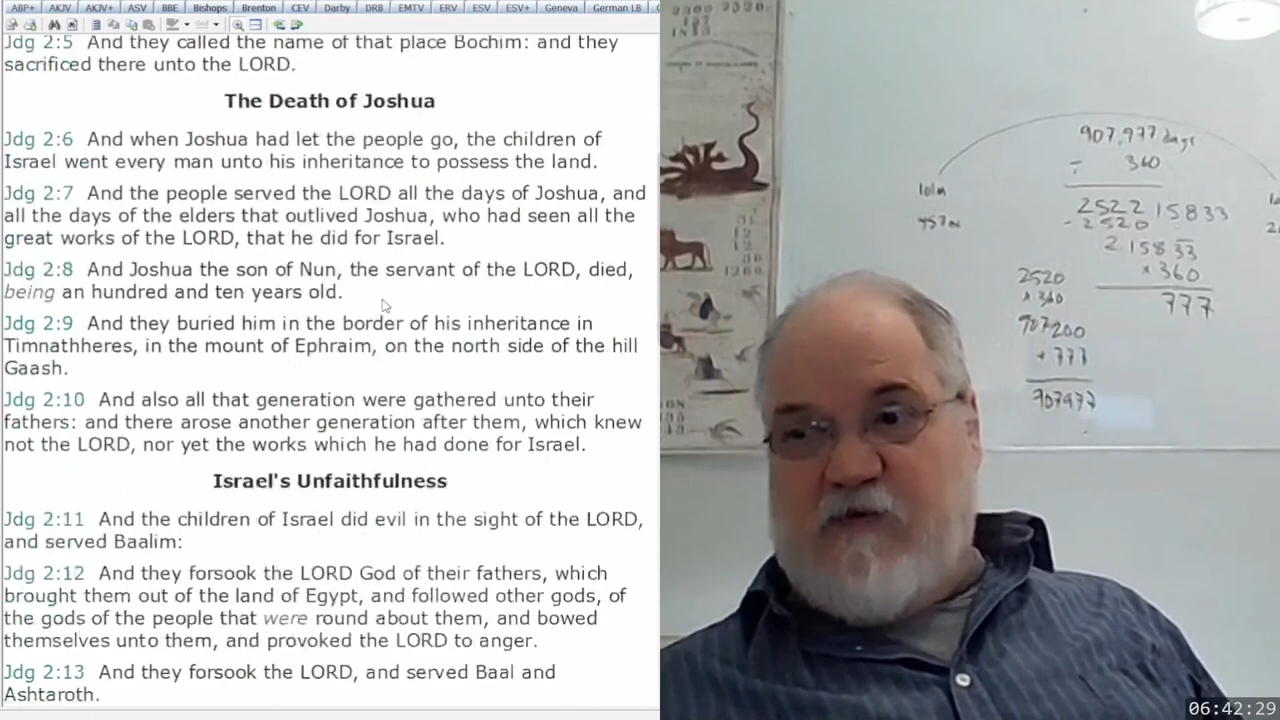 ABP+ AKJV AKJV+ ASV BBE Bishops Brenton CEV Darby DRB EMTV ERV ESV ESV+ Geneva German LB
Jdg 2:5 And they called the name of that place Bochim: and they
sacrificed there unto the LORD.
The Death of Joshua
Jdg 2:6 And when Joshua had let the people go, the children of
Israel went every man unto his inheritance to possess the land.
Jdg 2:7 And the people served the LORD all the days of Joshua, and
all the days of the elders that outlived Joshua, who had seen all the
great works of the LORD, that he did for Israel.
Jdg 2:8 And Joshua the son of Nun, the servant of the LORD, died,
being an hundred and ten years old.
Jdg 2:9 And they buried him in the border of his inheritance in
Timnathheres, in the mount of Ephraim, on the north side of the hill
Gaash.
Jdg 2:10 And also all that generation were gathered unto their
fathers: and there arose another generation after them, which knew
not the LORD, nor yet the works which he had done for Israel.
Israel's Unfaithfulness
Jdg 2:11 And the children of Israel did evil in the sight of the LORD,
and served Baalim:
Jdg 2:12 And they forsook the LORD God of their fathers, which
brought them out of the land of Egypt, and followed other gods, of
the gods of the people that were round about them, and bowed
themselves unto them, and provoked the LORD to anger.
Jdg 2:13 And they forsook the LORD, and served Baal and
Ashtaroth.
1260
907,977 days
÷ 360
2522.15833
- 2520
2.15833
× 360
777
2520
× 360
907200
+ 777
907977
06:42:29